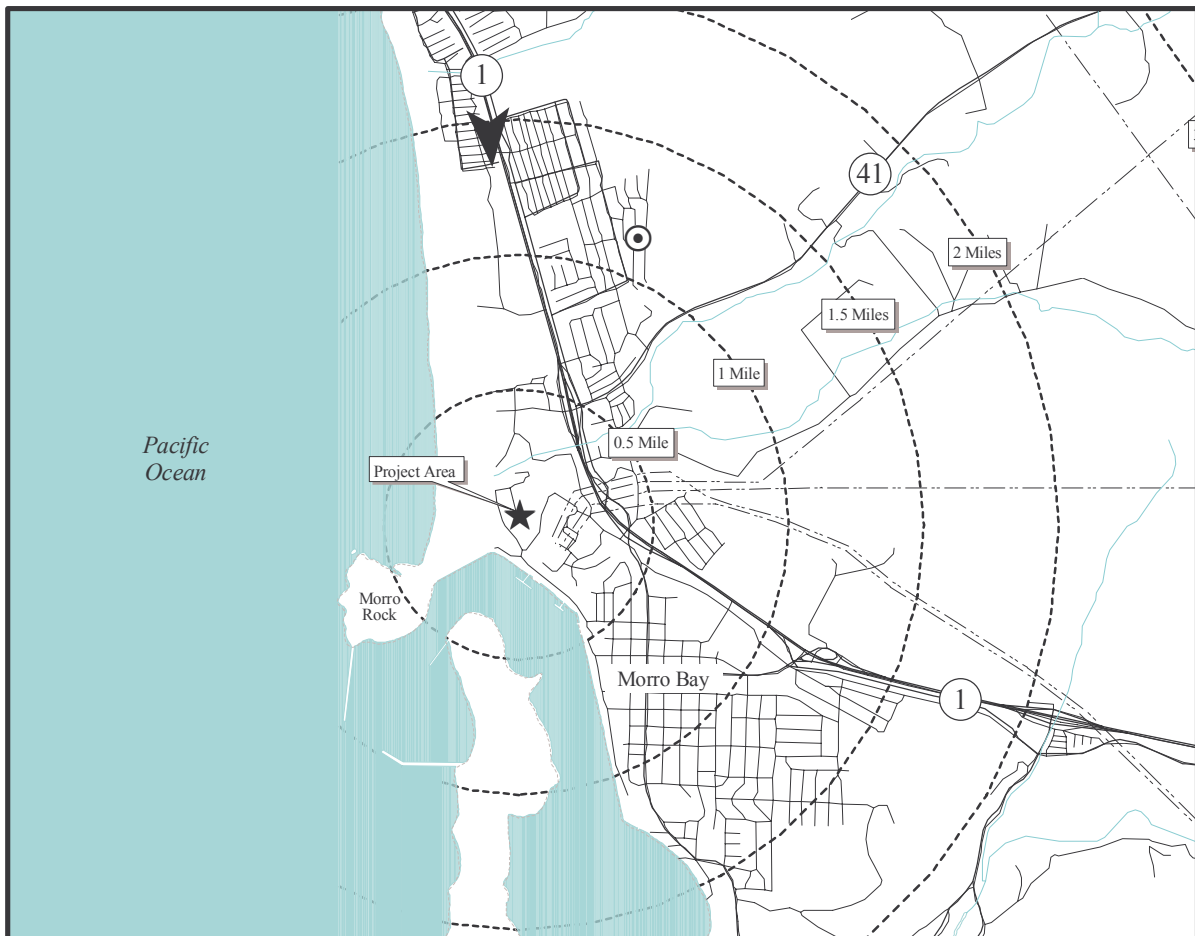 1
41
2 Miles
1.5 Miles
1 Mile
0.5 Mile
Pacific
Ocean
Project Area
Morro
Rock
Morro Bay
1